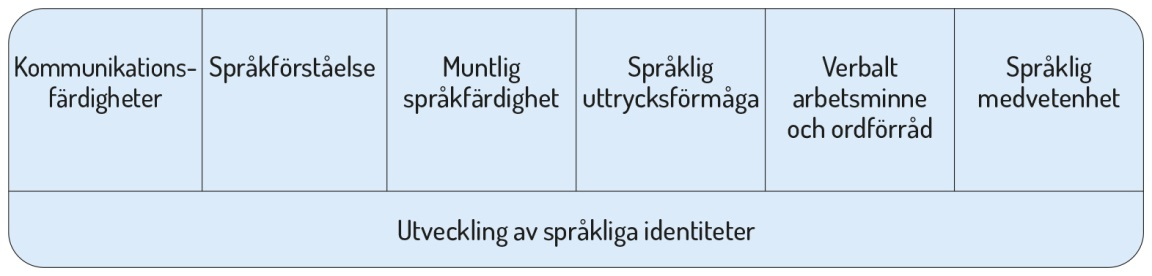 Kommunikations-
färdigheter
Språkförståelse
Muntlig
språkfärdighet
Språklig
uttrycksförmåga
Verbalt
arbetsminne
och ordförråd
Språklig
medvetenhet
Utveckling av språkliga identiteter